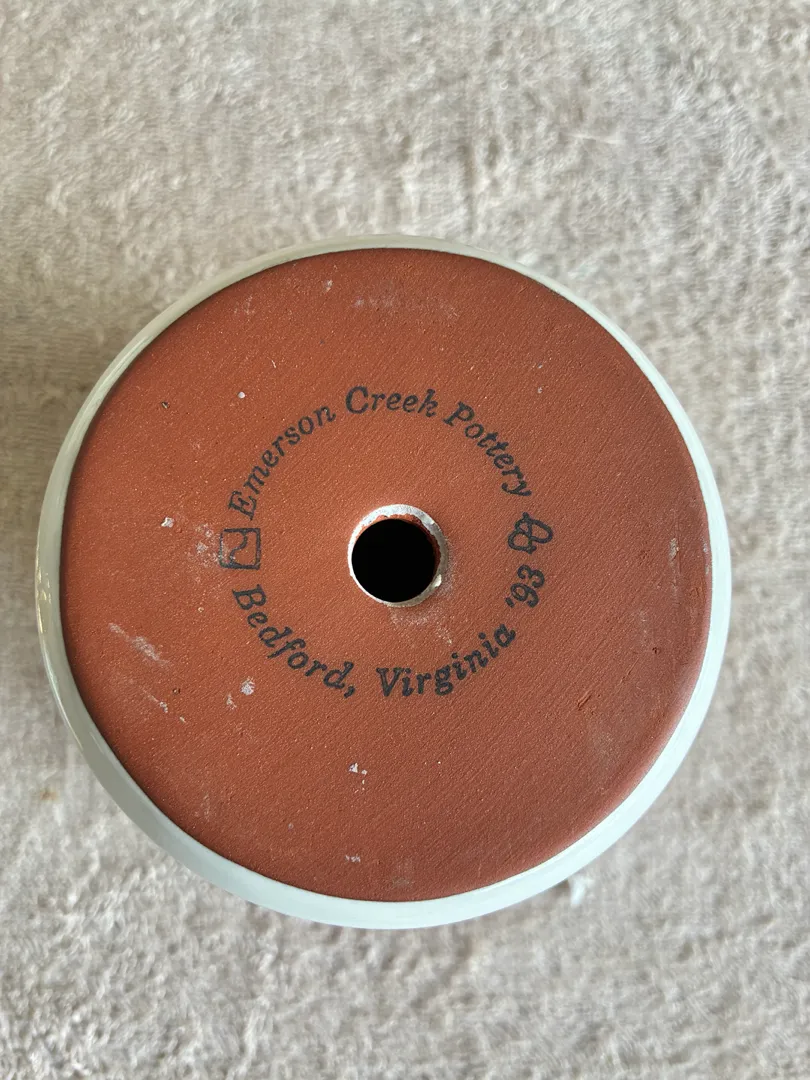 Emerson Creek Pottery
Bedford, Virginia '93